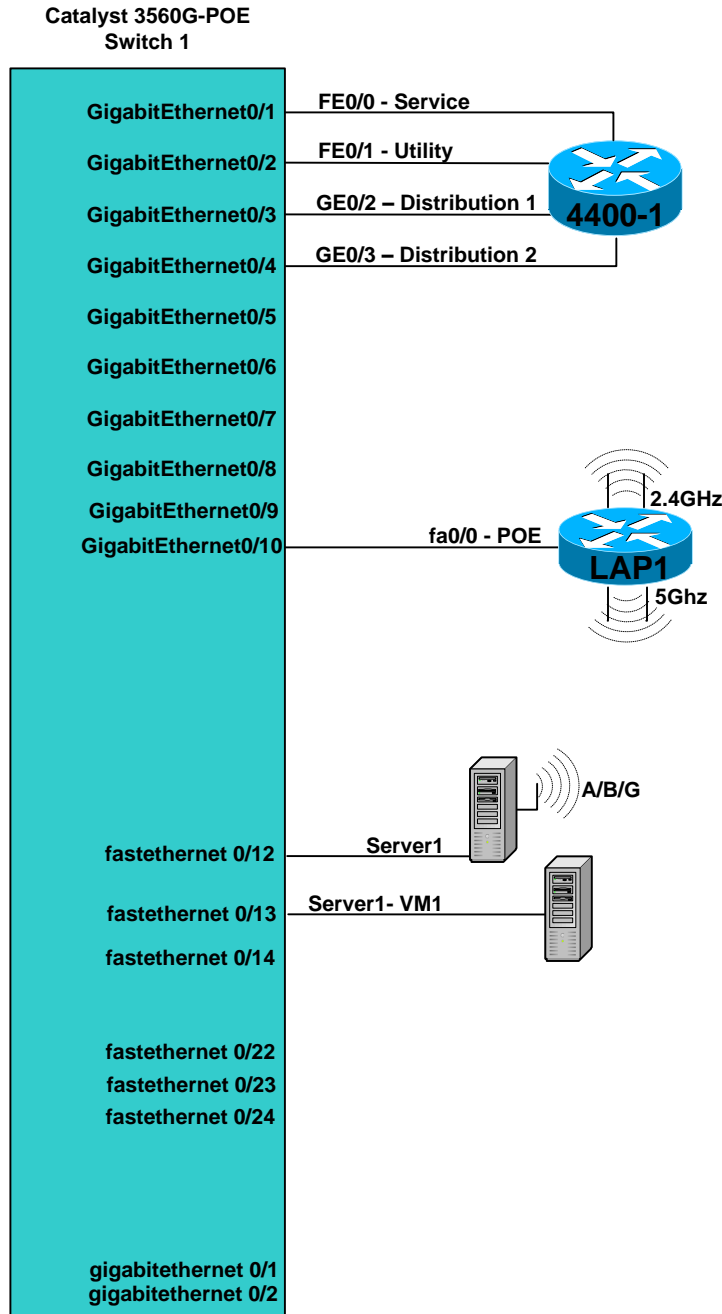 Catalyst 3560G-POE
Switch 1
GigabitEthernet0/1
FE0/0 - Service
GigabitEthernet0/2
FE0/1 - Utility
GigabitEthernet0/3
GE0/2 – Distribution 1
4400-1
GigabitEthernet0/4
GE0/3 – Distribution 2
GigabitEthernet0/5
GigabitEthernet0/6
GigabitEthernet0/7
GigabitEthernet0/8
2.4GHz
GigabitEthernet0/9
GigabitEthernet0/10
fa0/0 - POE
LAP1
5Ghz
A/B/G
fastethernet 0/12
Server1
fastethernet 0/13
Server1- VM1
fastethernet 0/14
fastethernet 0/22
fastethernet 0/23
fastethernet 0/24
gigabitethernet 0/1
gigabitethernet 0/2